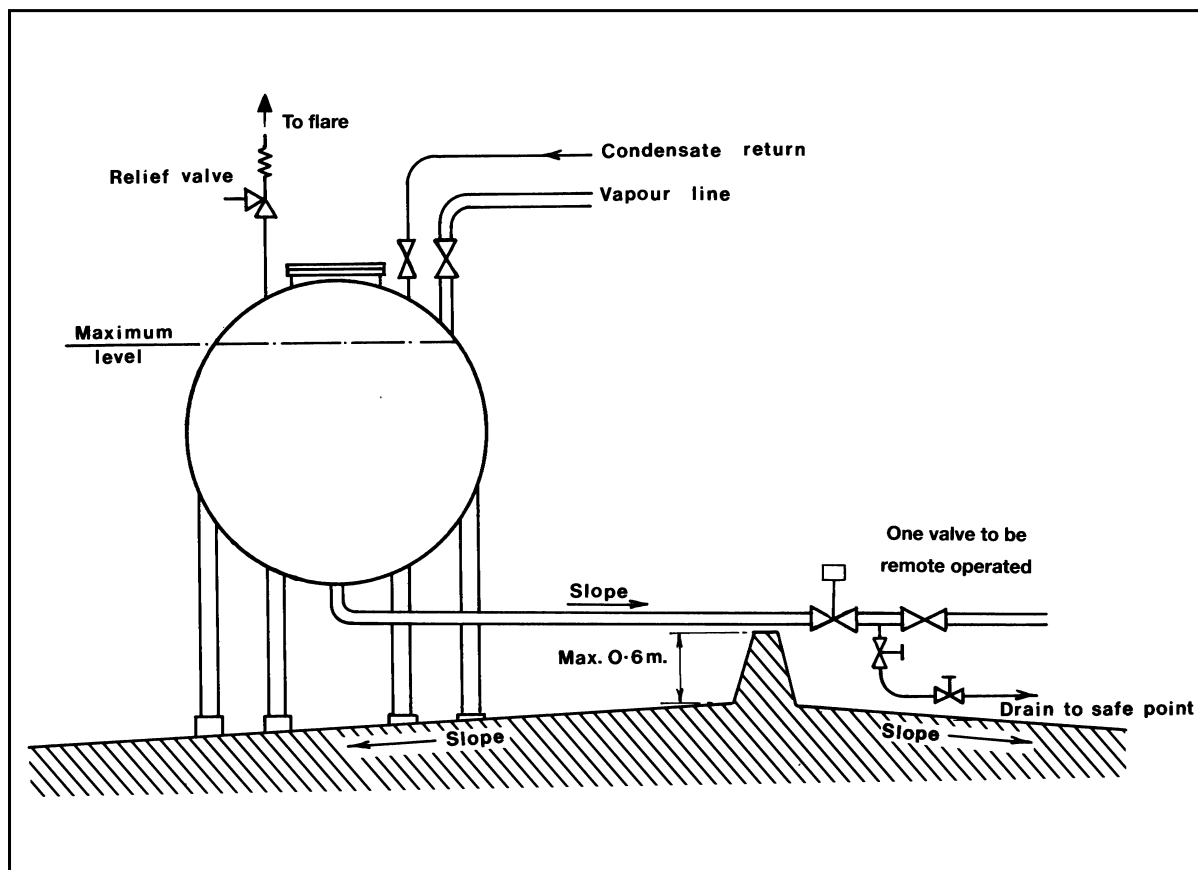 To flare
Relief valve
Condensate return
Vapour line
Maximum
level
One valve to be
remote operated
Slope
Max. 0·6m.
Drain to safe point
Slope
Slope